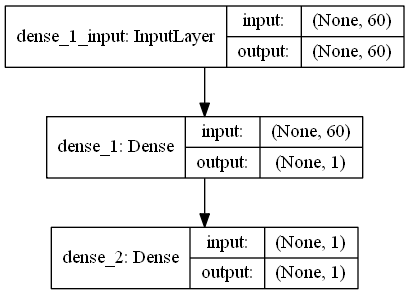 dense_1_input: InputLayer
input: (None, 60)
output: (None, 60)
dense_1: Dense
input: (None, 60)
output: (None, 1)
dense_2: Dense
input: (None, 1)
output: (None, 1)